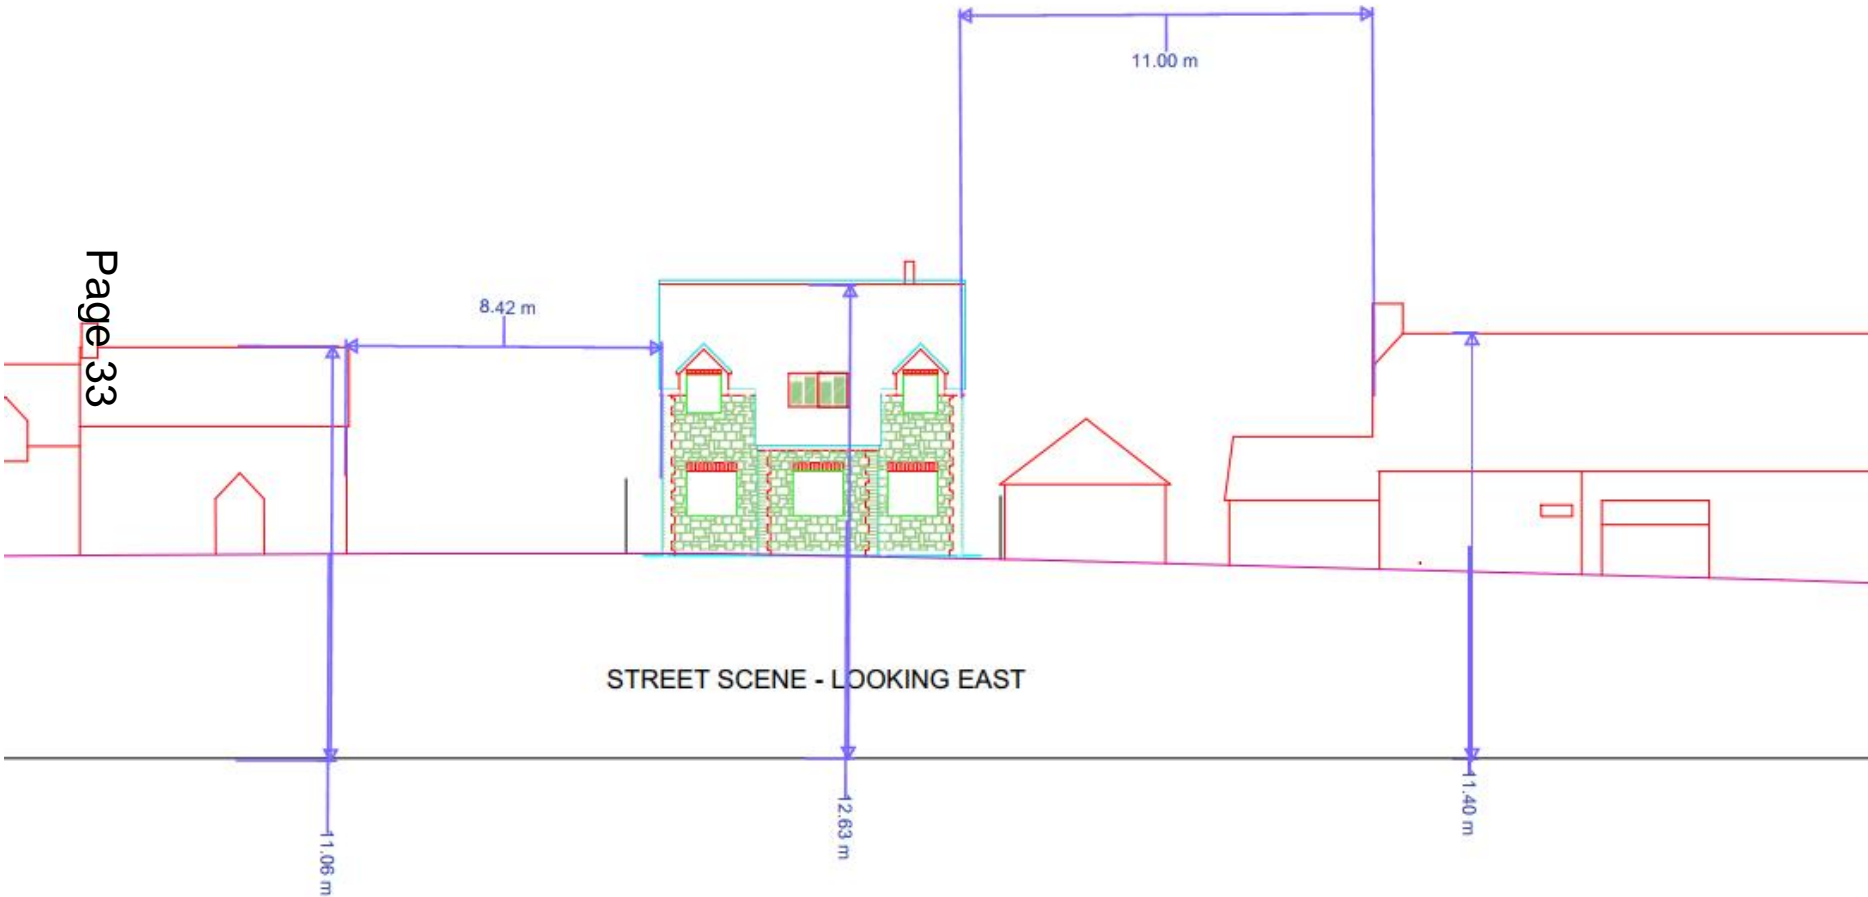 11.00 m
Page 33
8.42 m
STREET SCENE - LOOKING EAST
11.06 m
12.63 m
11.40 m